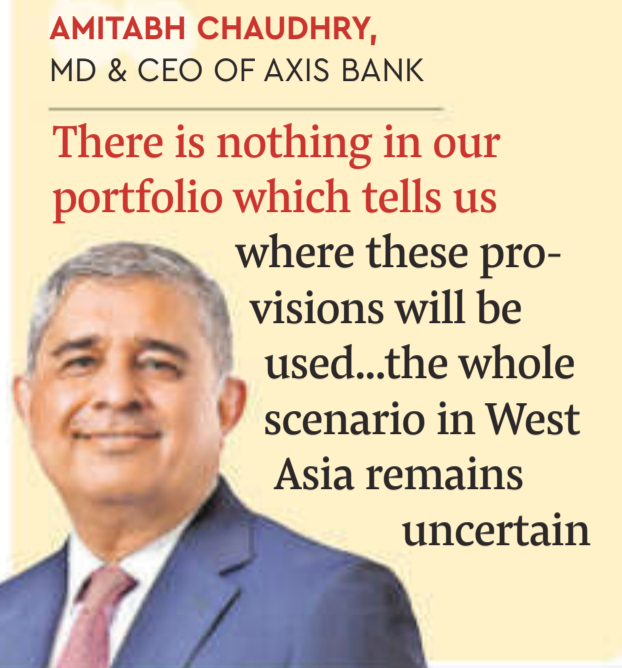 AMITABH CHAUDHRY,
MD & CEO OF AXIS BANK
There is nothing in our
portfolio which tells us
where these pro-
visions will be
used...the whole
scenario in West
Asia remains
uncertain